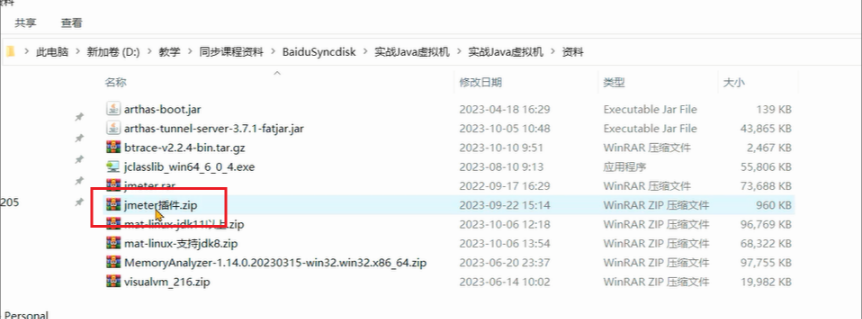 共享 查看
此电脑 > 新加卷 (D:) > 教学 > 同步课程资料 > BaiduSyncdisk > 实战Java虚拟机 > 实战Java虚拟机 > 资料
名称 修改日期 类型 大小
arthas-boot.jar 2023-04-18 16:29 Executable Jar File 139 KB
arthas-tunnel-server-3.7.1-fatjar.jar 2023-10-05 10:48 Executable Jar File 43,865 KB
btrace-v2.2.4-bin.tar.gz 2023-10-10 9:51 WinRAR 压缩文件 2,467 KB
jclasslib_win64_6_0_4.exe 2023-08-10 9:13 应用程序 55,806 KB
jmeter.rar 2022-09-17 16:29 WinRAR 压缩文件 73,688 KB
205 jmeter插件.zip 2023-09-22 15:14 WinRAR ZIP 压缩文件 960 KB
mat-linux-jdk11以上.zip 2023-10-06 12:18 WinRAR ZIP 压缩文件 96,769 KB
mat-linux-支持jdk8.zip 2023-10-06 13:54 WinRAR ZIP 压缩文件 68,322 KB
MemoryAnalyzer-1.14.0.20230315-win32.win32.x86_64.zip 2023-06-20 23:37 WinRAR ZIP 压缩文件 97,755 KB
visualvm_216.zip 2023-06-14 10:02 WinRAR ZIP 压缩文件 19,982 KB
Personal